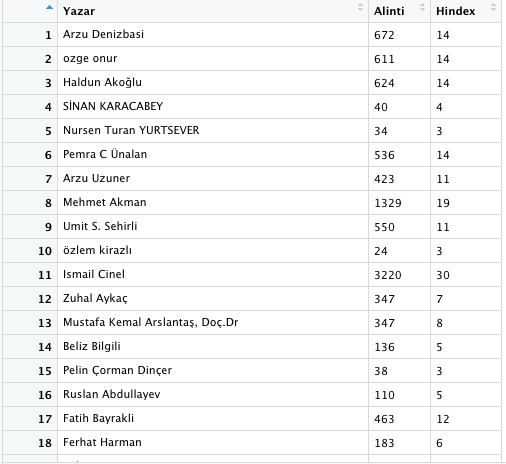 Yazar Alinti Hindex
1 Arzu Denizbasi 672 14
2 ozge onur 611 14
3 Haldun Akoğlu 624 14
4 SİNAN KARACABEY 40 4
5 Nursen Turan YURTSEVER 34 3
6 Pemra C Ünalan 536 14
7 Arzu Uzuner 423 11
8 Mehmet Akman 1329 19
9 Umit S. Sehirli 550 11
10 özlem kirazlı 24 3
11 Ismail Cinel 3220 30
12 Zuhal Aykaç 347 7
13 Mustafa Kemal Arslantaş, Doç.Dr 347 8
14 Beliz Bilgili 136 5
15 Pelin Çorman Dinçer 38 3
16 Ruslan Abdullayev 110 5
17 Fatih Bayrakli 463 12
18 Ferhat Harman 183 6